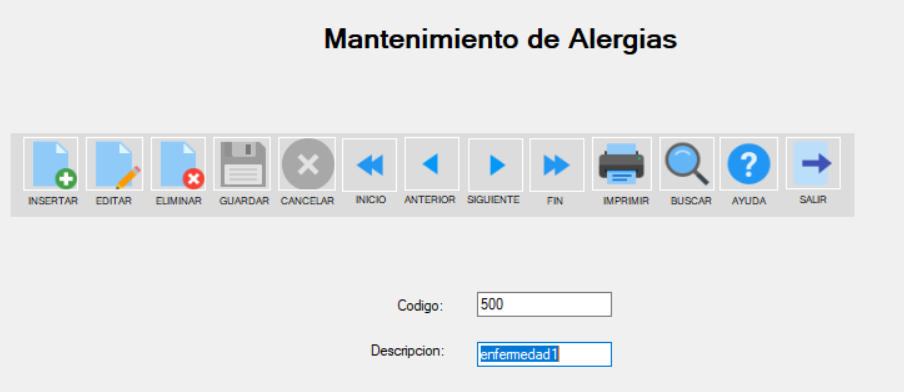 Mantenimiento de Alergias
INSERTAR EDITAR ELIMINAR GUARDAR CANCELAR INICIO ANTERIOR SIGUIENTE FIN IMPRIMIR BUSCAR AYUDA SALIR
Codigo: 500
Descripcion: enfermedad1